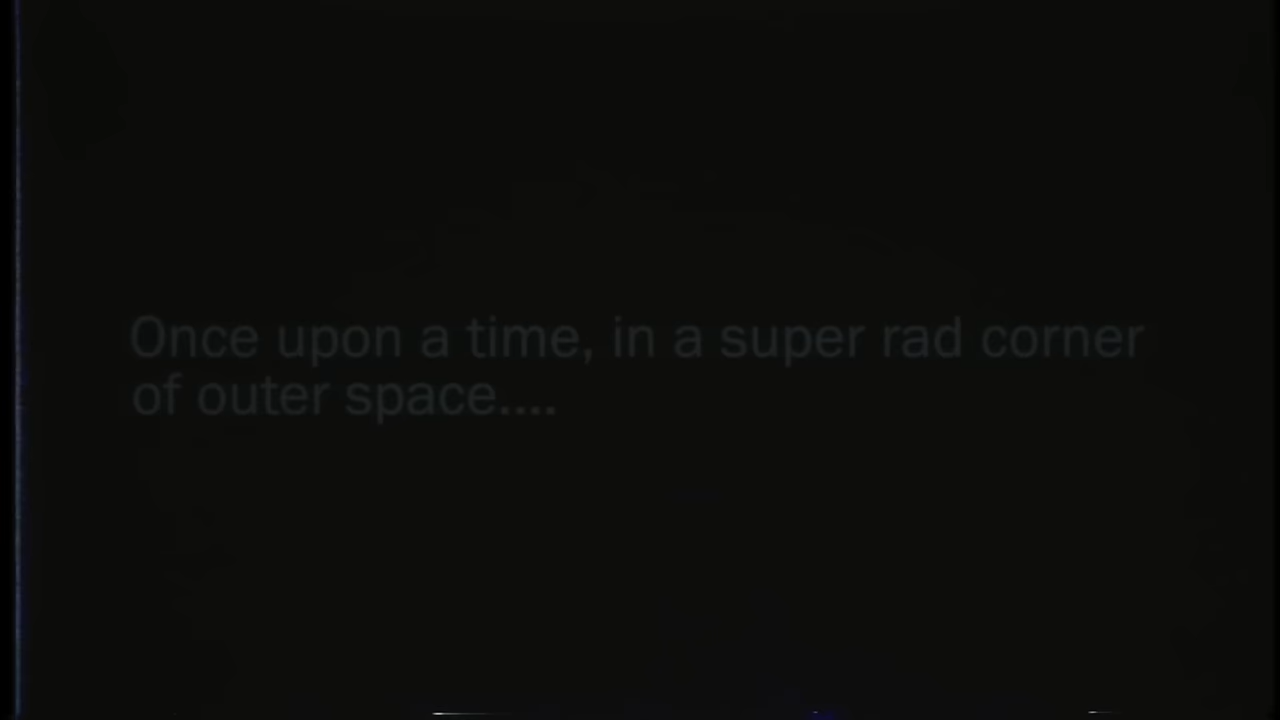 Once upon a time, in a super rad corner
of outer space....